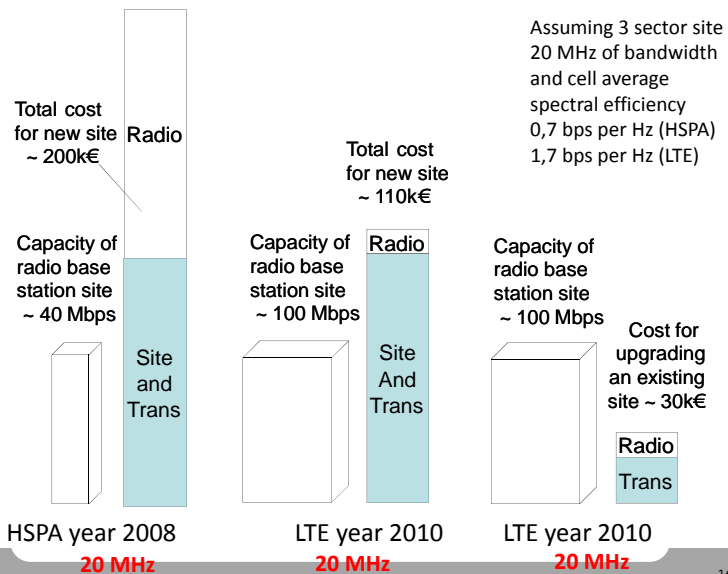 Assuming 3 sector site
20 MHz of bandwidth
and cell average
spectral efficiency
0,7 bps per Hz (HSPA)
1,7 bps per Hz (LTE)
Total cost
for new site
~ 200k€
Radio
Capacity of
radio base
station site
~ 40 Mbps
Site
and
Trans
HSPA year 2008
20 MHz
Total cost
for new site
~ 110k€
Radio
Capacity of
radio base
station site
~ 100 Mbps
Site
And
Trans
LTE year 2010
20 MHz
Capacity of
radio base
station site
~ 100 Mbps
Cost for
upgrading
an existing
site ~ 30k€
Radio
Trans
LTE year 2010
20 MHz